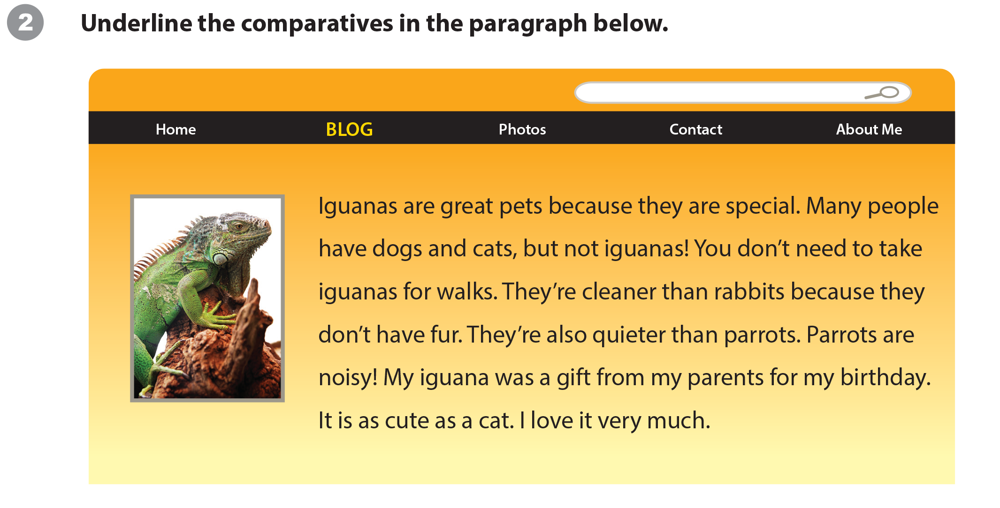 2
Underline the comparatives in the paragraph below.
Home
BLOG
Photos
Contact
About Me
Iguanas are great pets because they are special. Many people
have dogs and cats, but not iguanas! You don’t need to take
iguanas for walks. They’re cleaner than rabbits because they
don’t have fur. They’re also quieter than parrots. Parrots are
noisy! My iguana was a gift from my parents for my birthday.
It is as cute as a cat. I love it very much.